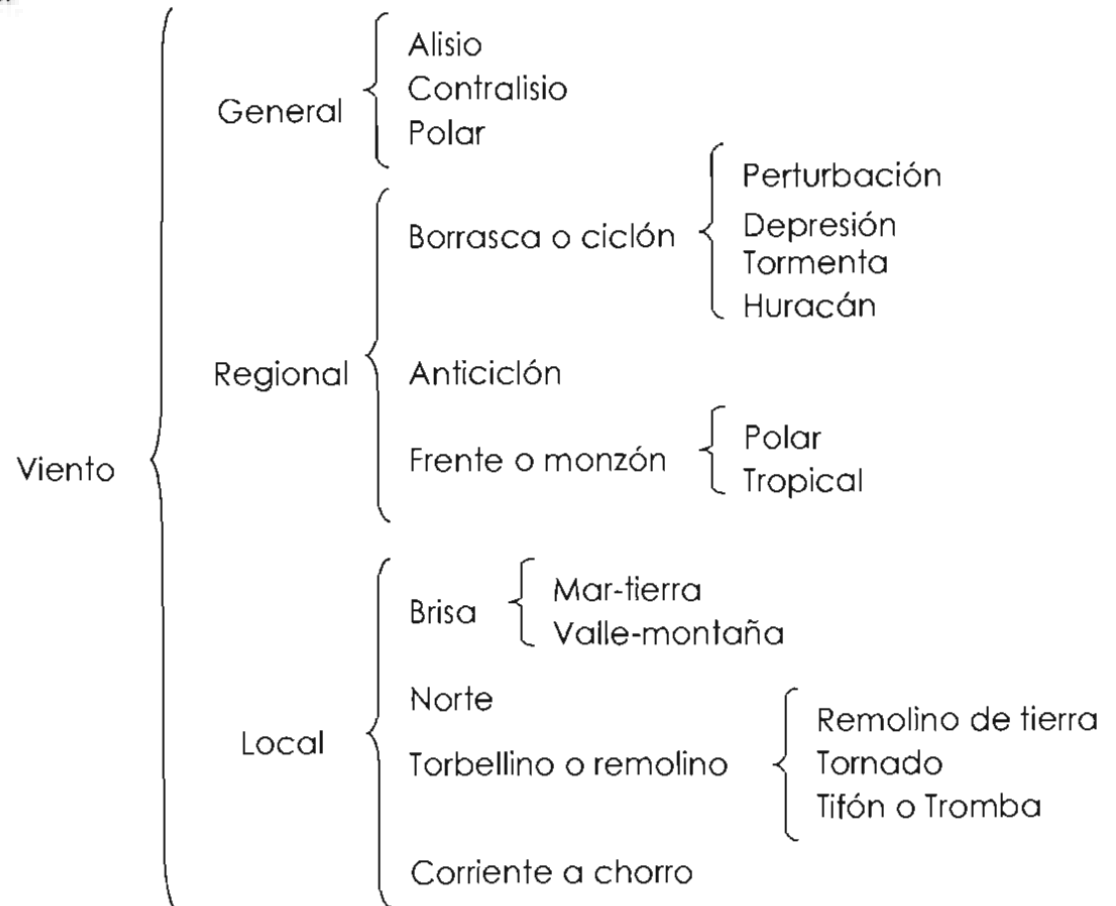 Viento
General
Alisio
Contralisio
Polar
Regional
Borrasca o ciclón
Perturbación
Depresión
Tormenta
Huracán
Anticiclón
Frente o monzón
Polar
Tropical
Local
Brisa
Mar-tierra
Valle-montaña
Norte
Torbellino o remolino
Remolino de tierra
Tornado
Tifón o Tromba
Corriente a chorro